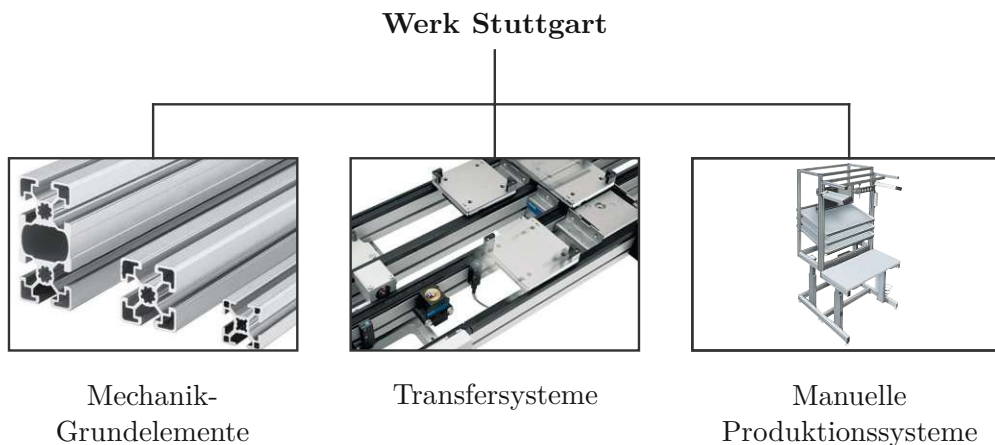 Werk Stuttgart
Mechanik-
Grundelemente
Transfersysteme
Manuelle
Produktionssysteme